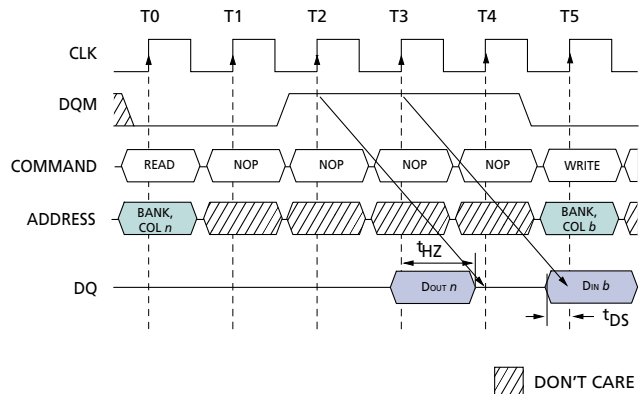 T0 T1 T2 T3 T4 T5
CLK
DQM
COMMAND READ NOP NOP NOP NOP WRITE
ADDRESS BANK, COL n BANK, COL b
tHZ
DQ DOUT n DIN b
tDS
DON'T CARE